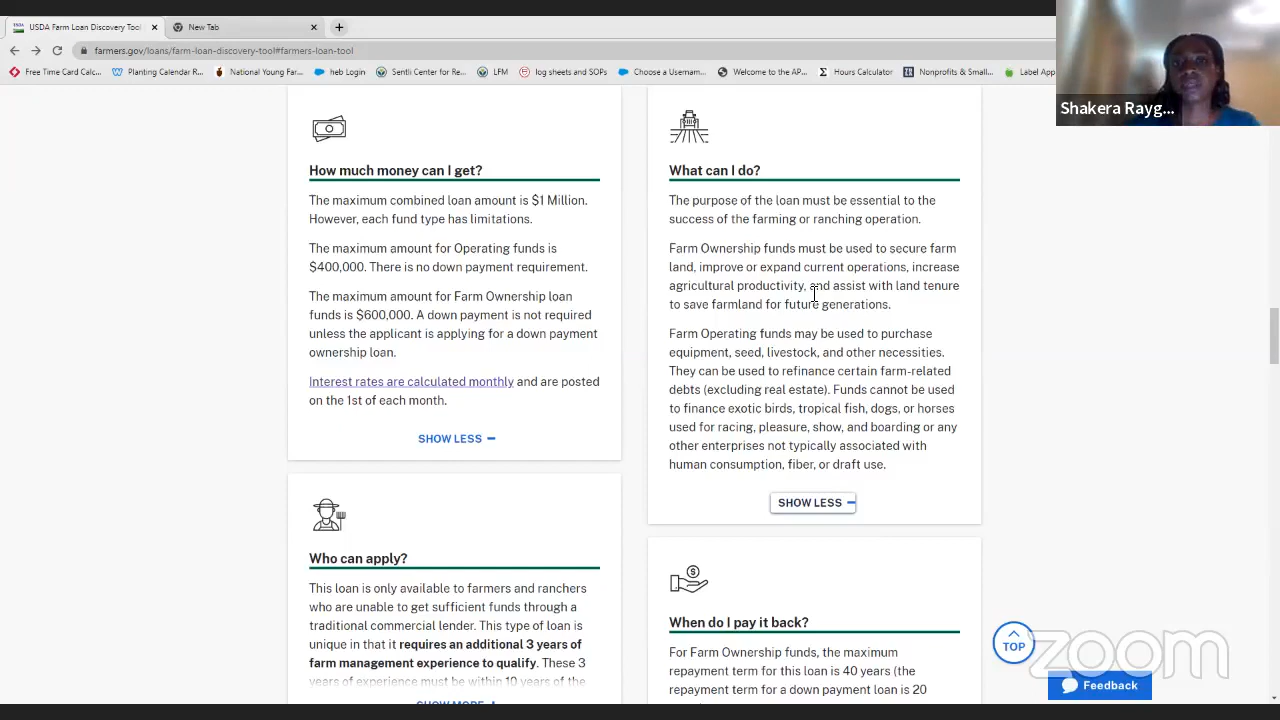 USDA Farm Loan Discovery Too
New Tab
farmers.gov/loans/farm-loan-discovery-tool#farmers-loan-tool
Free Time Card Calc...
Planting Calendar R...
National Young Far...
heb Login
Sentli Center for Re...
LFM
log sheets and SOPs
Choose a Usernam...
Welcome to the AP...
Hours Calculator
Nonprofits & Small...
Label App
Shakera Rayg...
How much money can I get?
The maximum combined loan amount is $1 Million.
However, each fund type has limitations.
The maximum amount for Operating funds is
$400,000. There is no down payment requirement.
The maximum amount for Farm Ownership loan
funds is $600,000. A down payment is not required
unless the applicant is applying for a down payment
ownership loan.
Interest rates are calculated monthly and are posted
on the 1st of each month.
SHOW LESS
What can I do?
The purpose of the loan must be essential to the
success of the farming or ranching operation.
Farm Ownership funds must be used to secure farm
land, improve or expand current operations, increase
agricultural productivity, and assist with land tenure
to save farmland for future generations.
Farm Operating funds may be used to purchase
equipment, seed, livestock, and other necessities.
They can be used to refinance certain farm-related
debts (excluding real estate). Funds cannot be used
to finance exotic birds, tropical fish, dogs, or horses
used for racing, pleasure, show, and boarding or any
other enterprises not typically associated with
human consumption, fiber, or draft use.
SHOW LESS
Who can apply?
This loan is only available to farmers and ranchers
who are unable to get sufficient funds through a
traditional commercial lender. This type of loan is
unique in that it requires an additional 3 years of
farm management experience to qualify. These 3
years of experience must be within 10 years of the
SHOW MORE
When do I pay it back?
For Farm Ownership funds, the maximum
repayment term for this loan is 40 years (the
repayment term for a down payment loan is 20
TOP
Feedback
zoom